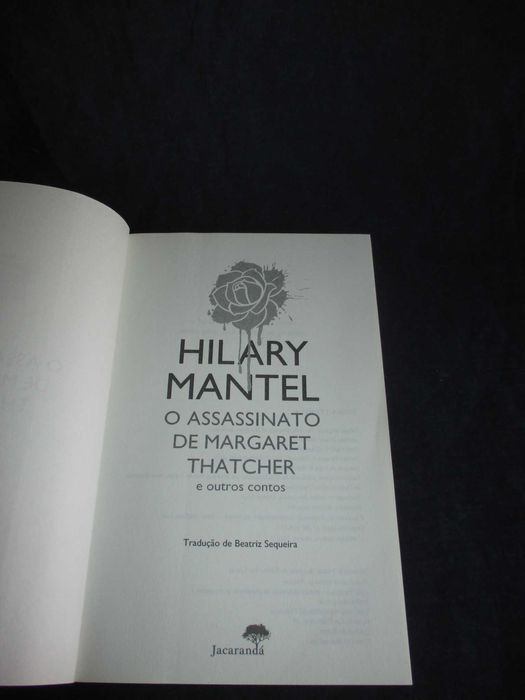 HILARY
MANTEL
O ASSASSINATO
DE MARGARET
THATCHER
e outros contos
Tradução de Beatriz Sequeira
Jacarandá